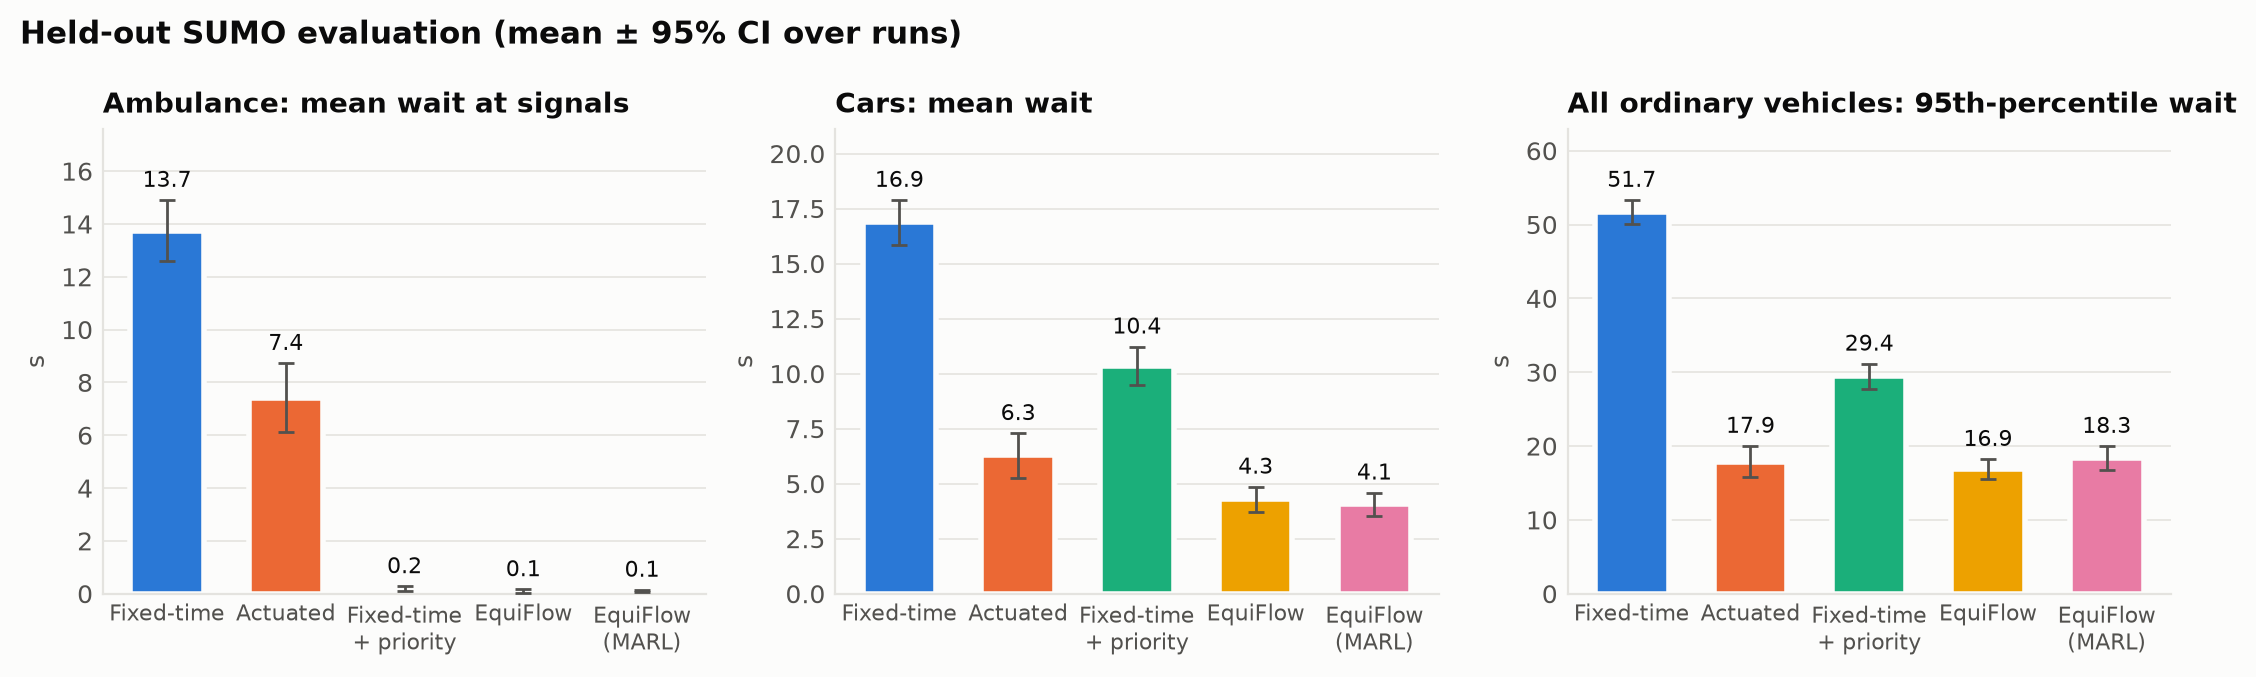 Held-out SUMO evaluation (mean ± 95% CI over runs)
Ambulance: mean wait at signals
s
16
14
12
10
8
6
4
2
0
13.7
7.4
0.2
0.1
0.1
Fixed-time
Actuated
Fixed-time
+ priority
EquiFlow
EquiFlow
(MARL)
Cars: mean wait
s
20.0
17.5
15.0
12.5
10.0
7.5
5.0
2.5
0.0
16.9
6.3
10.4
4.3
4.1
Fixed-time
Actuated
Fixed-time
+ priority
EquiFlow
EquiFlow
(MARL)
All ordinary vehicles: 95th-percentile wait
s
60
50
40
30
20
10
0
51.7
17.9
29.4
16.9
18.3
Fixed-time
Actuated
Fixed-time
+ priority
EquiFlow
EquiFlow
(MARL)